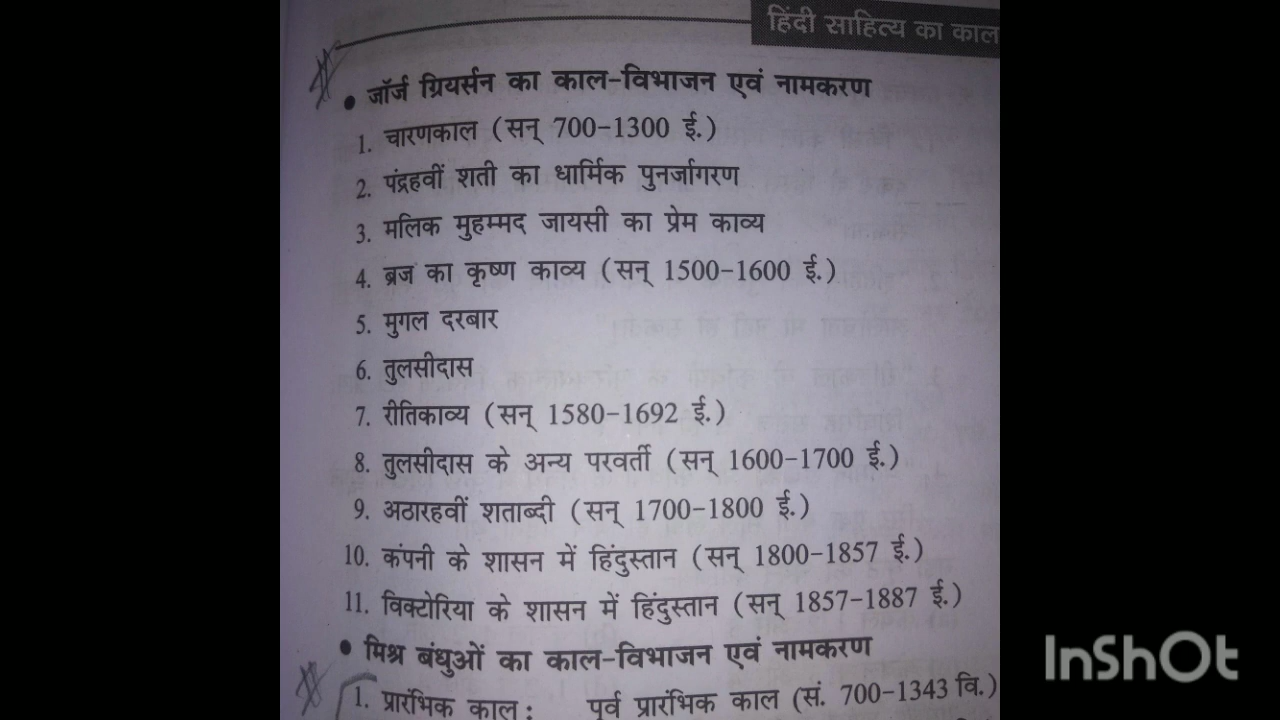 हिंदी साहित्य का काल
• जॉर्ज ग्रियर्सन का काल-विभाजन एवं नामकरण
1. चारणकाल (सन् 700-1300 ई.)
2. पंद्रहवीं शती का धार्मिक पुनर्जागरण
3. मलिक मुहम्मद जायसी का प्रेम काव्य
4. ब्रज का कृष्ण काव्य (सन् 1500-1600 ई.)
5. मुगल दरबार
6. तुलसीदास
7. रीतिकाव्य (सन् 1580-1692 ई.)
8. तुलसीदास के अन्य परवर्ती (सन् 1600-1700 ई.)
9. अठारहवीं शताब्दी (सन् 1700-1800 ई.)
10. कंपनी के शासन में हिंदुस्तान (सन् 1800-1857 ई.)
11. विक्टोरिया के शासन में हिंदुस्तान (सन् 1857-1887 ई.)
• मिश्र बंधुओं का काल-विभाजन एवं नामकरण
1. प्रारंभिक काल : पूर्व प्रारंभिक काल (सं. 700-1343 वि.)
InShOt